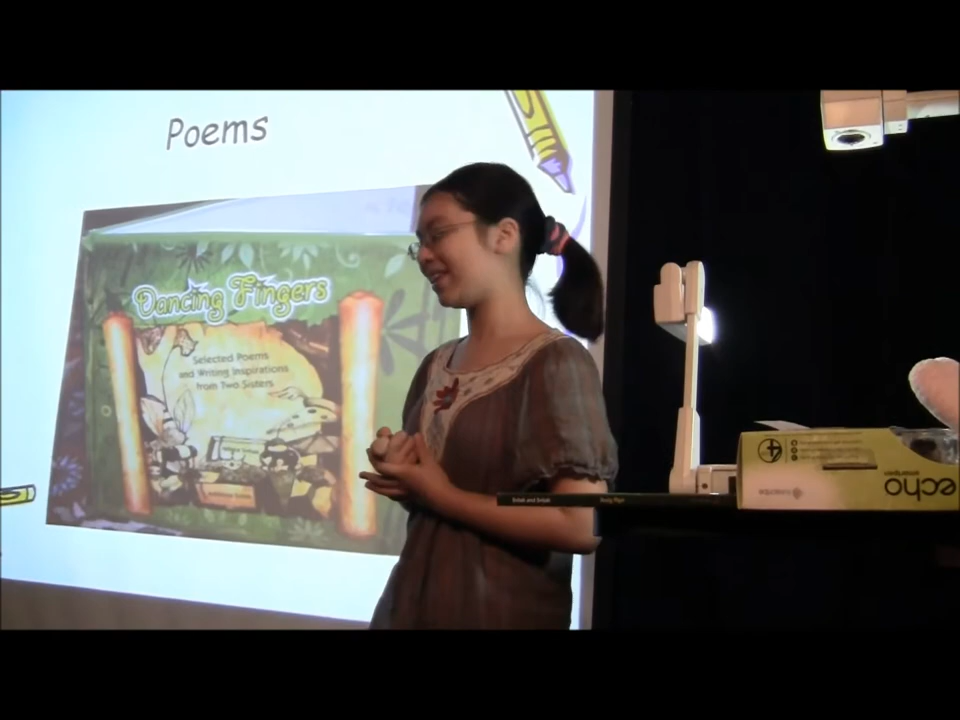 Poems
Dancing Fingers
Selected Poems
and Writing Inspirations
from Two Sisters
echo